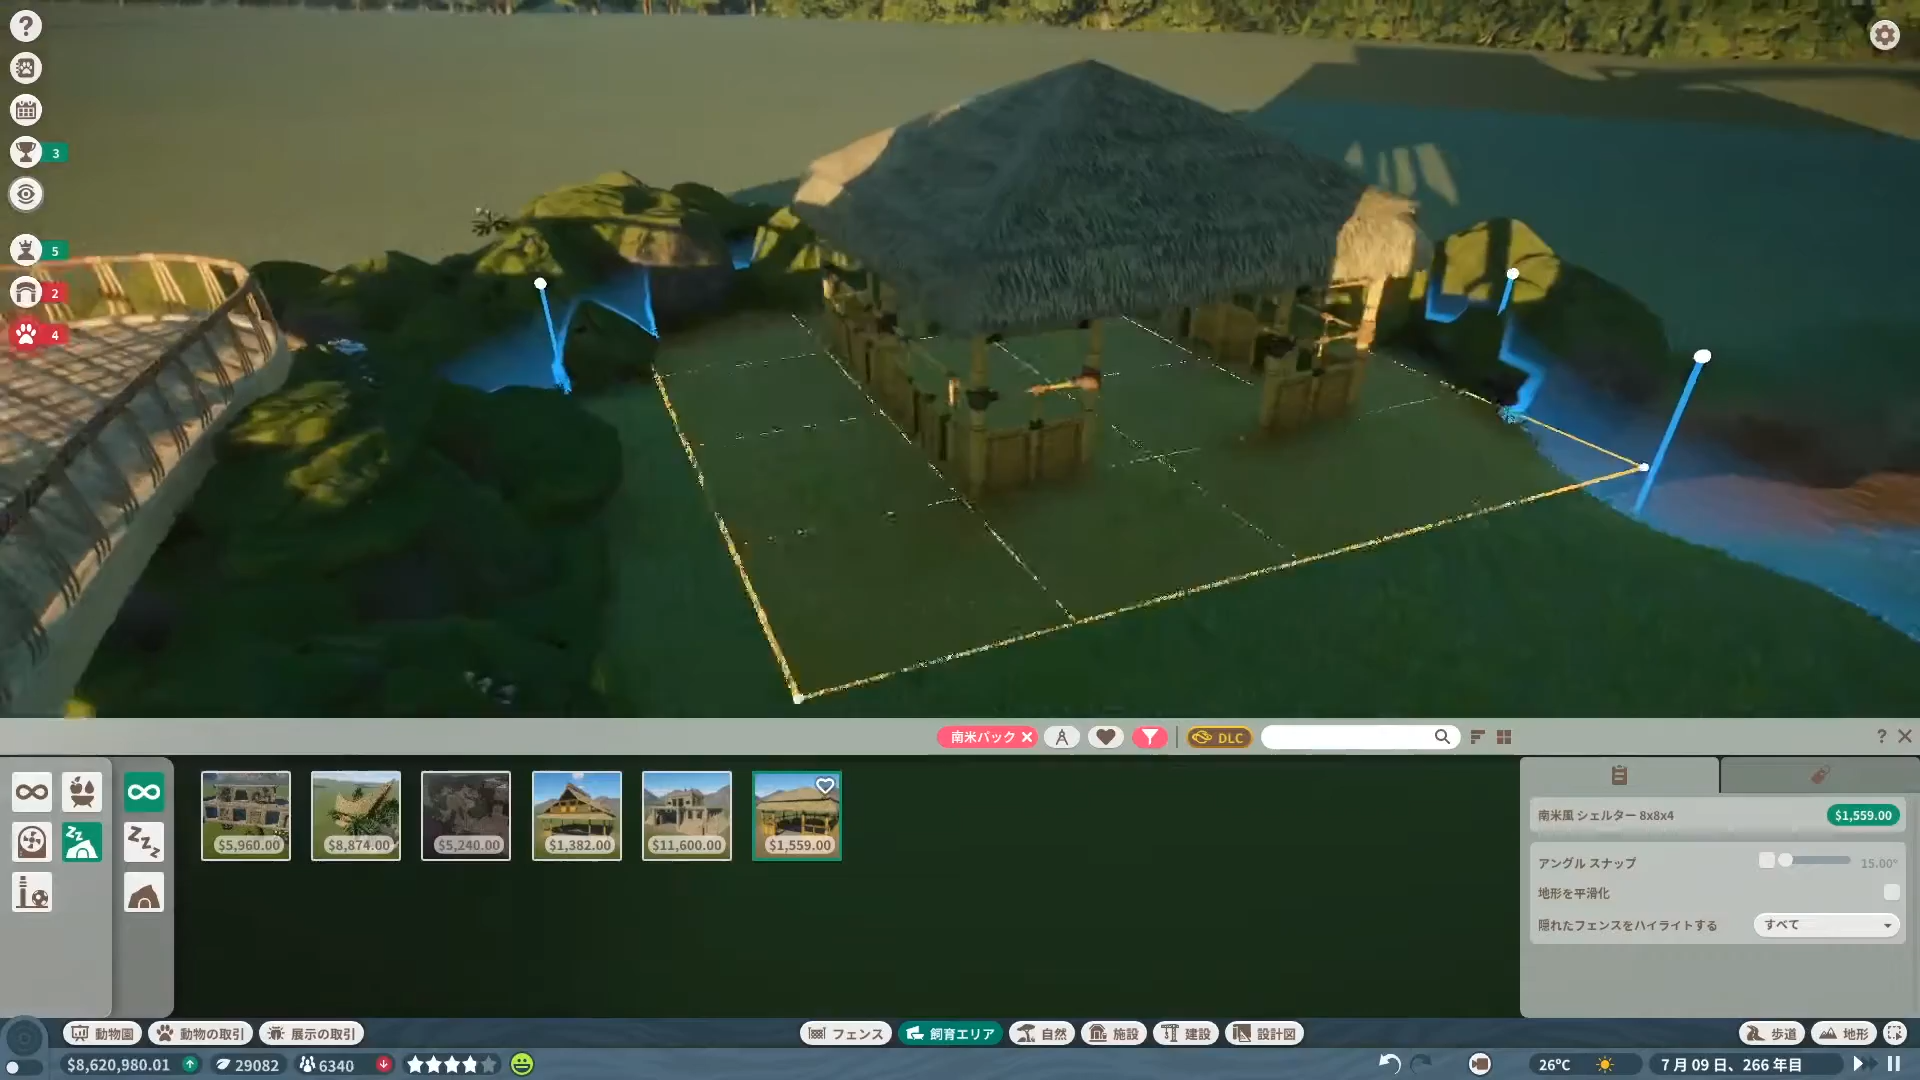 ?
3
5
2
4
南米パック ×
DLC
? ×
$5,960.00
$8,874.00
$5,240.00
$1,382.00
$11,600.00
$1,559.00
南米風 シェルター 8x8x4
$1,559.00
アングル スナップ
15.00°
地形を平滑化
隠れたフェンスをハイライトする
すべて
動物園
動物の取引
展示の取引
フェンス
飼育エリア
自然
施設
建設
設計図
歩道
地形
$8,620,980.01
29082
6340
26°C
7 月 09 日、266 年目